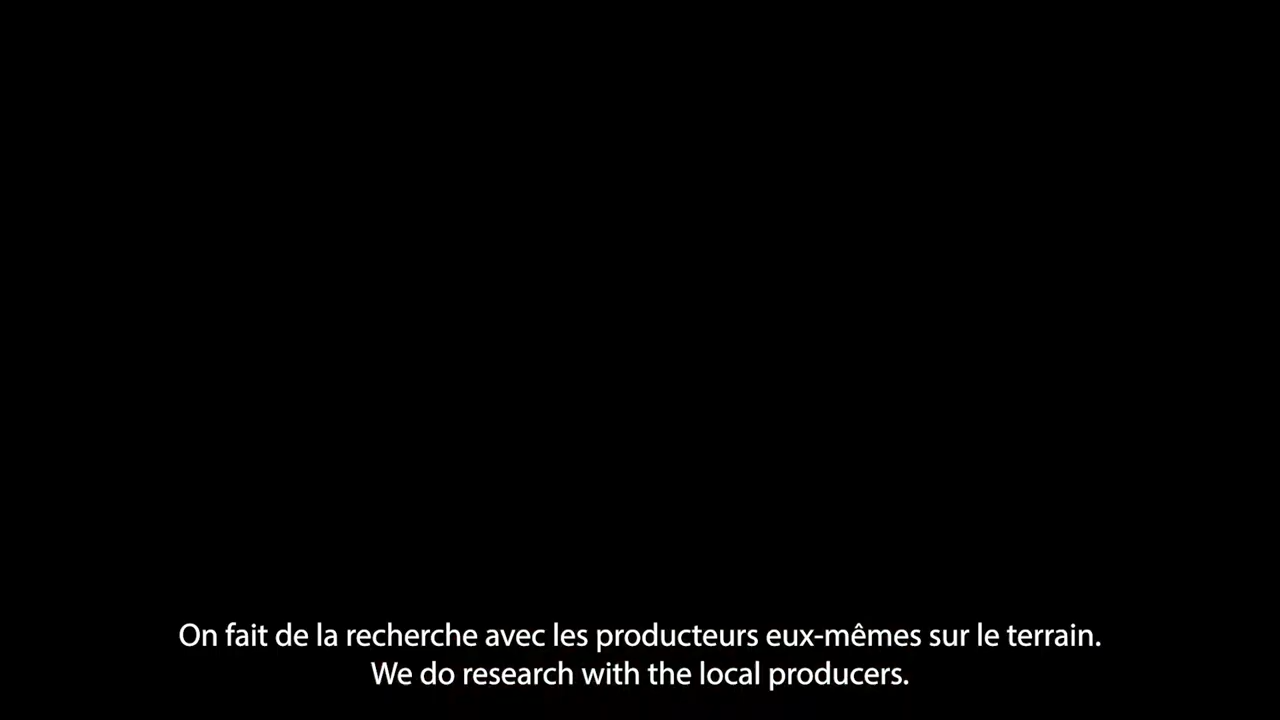 On fait de la recherche avec les producteurs eux-mêmes sur le terrain.
We do research with the local producers.